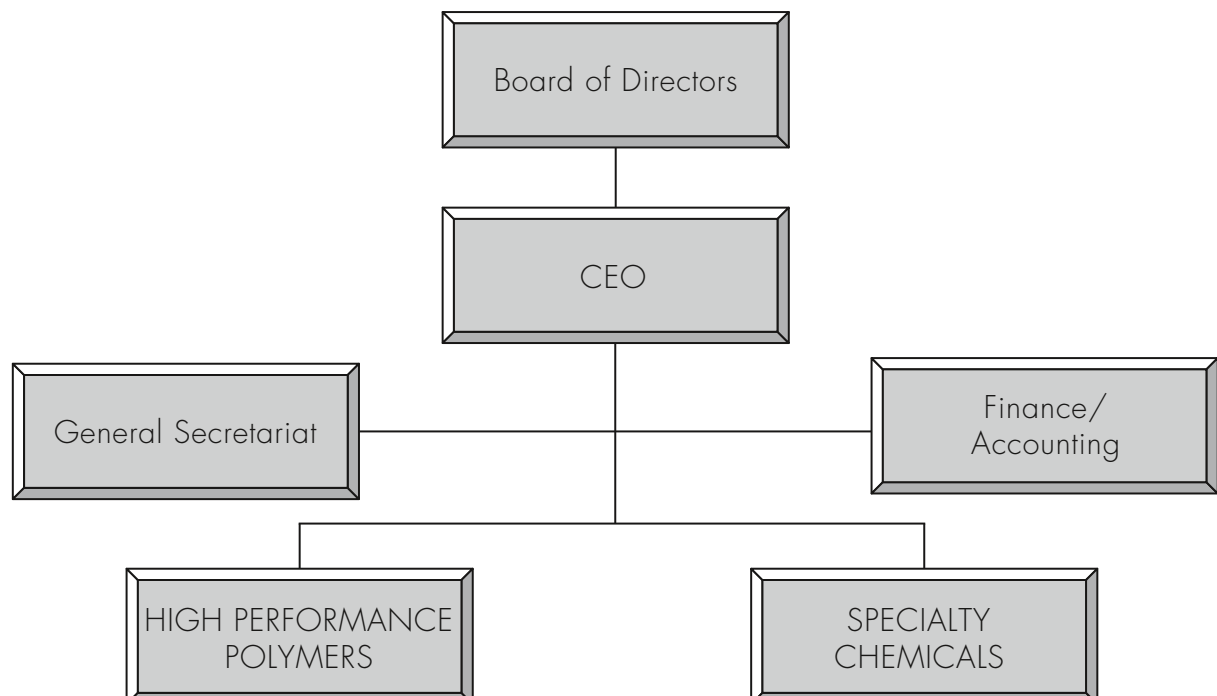 Board of Directors
CEO
General Secretariat
Finance/
Accounting
HIGH PERFORMANCE
POLYMERS
SPECIALTY
CHEMICALS